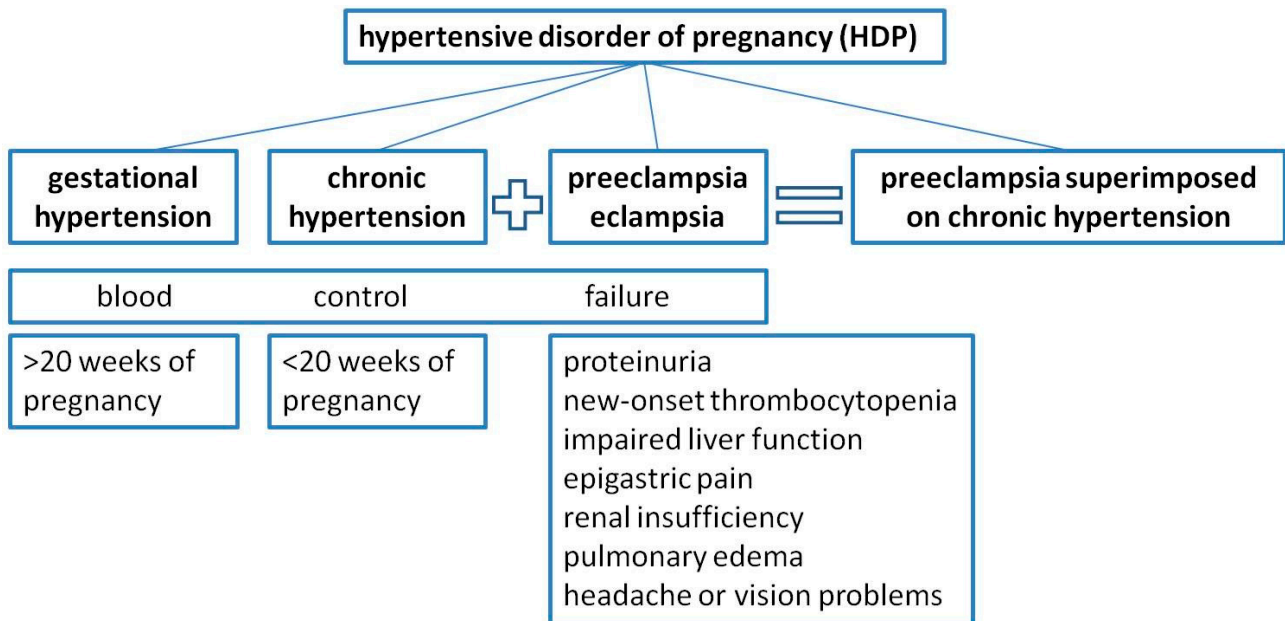 hypertensive disorder of pregnancy (HDP)
gestational
hypertension
chronic
hypertension
preeclampsia
eclampsia
preeclampsia superimposed
on chronic hypertension
blood control failure
>20 weeks of
pregnancy
<20 weeks of
pregnancy
proteinuria
new-onset thrombocytopenia
impaired liver function
epigastric pain
renal insufficiency
pulmonary edema
headache or vision problems